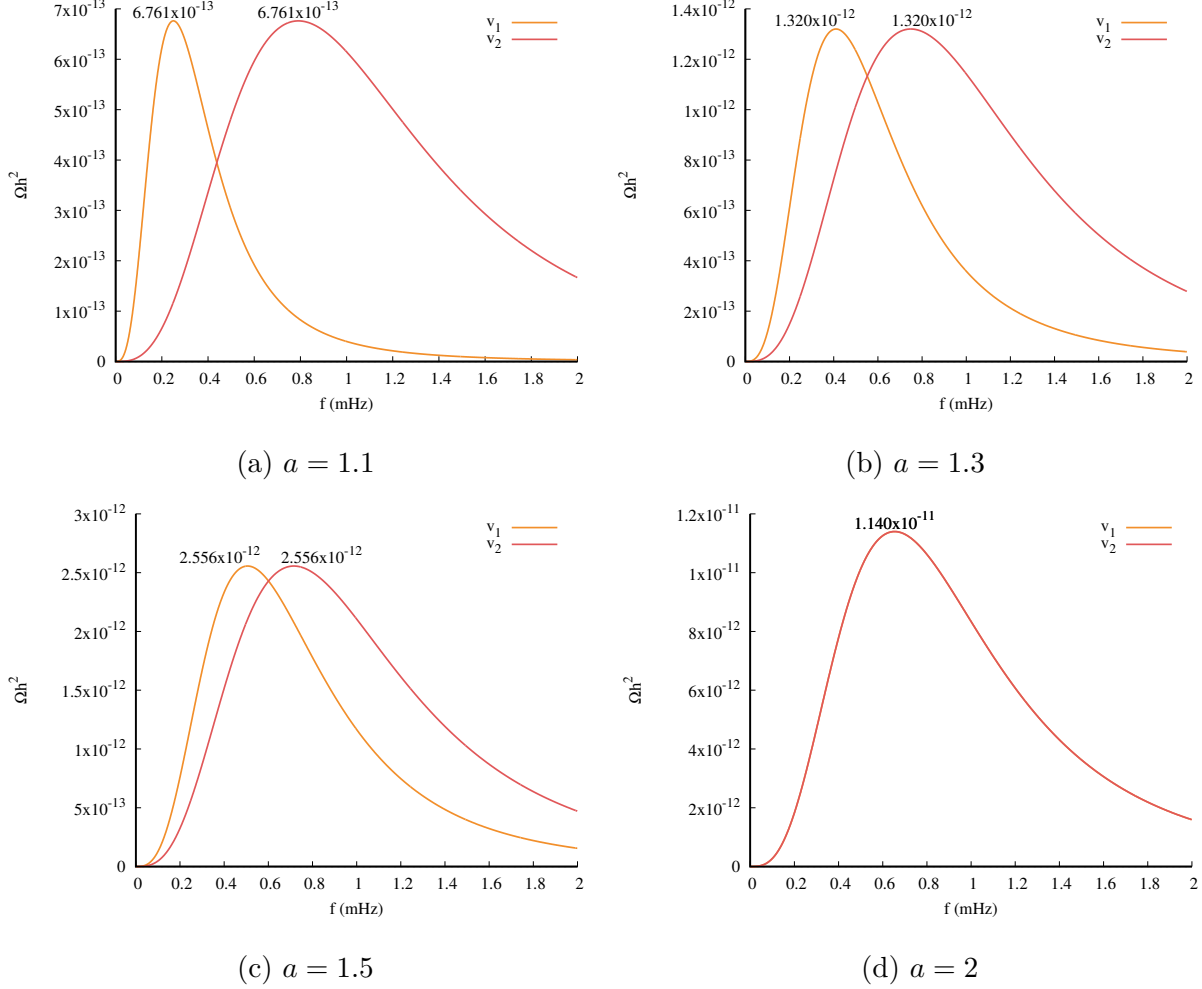 7x10⁻¹³
6x10⁻¹³
5x10⁻¹³
4x10⁻¹³
3x10⁻¹³
2x10⁻¹³
1x10⁻¹³
0
Ωh²
6.761x10⁻¹³ 6.761x10⁻¹³
v₁
v₂
0 0.2 0.4 0.6 0.8 1 1.2 1.4 1.6 1.8 2
f (mHz)
(a) a = 1.1
1.4x10⁻¹²
1.2x10⁻¹²
1x10⁻¹²
8x10⁻¹³
6x10⁻¹³
4x10⁻¹³
2x10⁻¹³
0
Ωh²
1.320x10⁻¹² 1.320x10⁻¹²
v₁
v₂
0 0.2 0.4 0.6 0.8 1 1.2 1.4 1.6 1.8 2
f (mHz)
(b) a = 1.3
3x10⁻¹²
2.5x10⁻¹²
2x10⁻¹²
1.5x10⁻¹²
1x10⁻¹²
5x10⁻¹³
0
Ωh²
2.556x10⁻¹² 2.556x10⁻¹²
v₁
v₂
0 0.2 0.4 0.6 0.8 1 1.2 1.4 1.6 1.8 2
f (mHz)
(c) a = 1.5
1.2x10⁻¹¹
1x10⁻¹¹
8x10⁻¹²
6x10⁻¹²
4x10⁻¹²
2x10⁻¹²
0
Ωh²
1.140x10⁻¹¹
v₁
v₂
0 0.2 0.4 0.6 0.8 1 1.2 1.4 1.6 1.8 2
f (mHz)
(d) a = 2